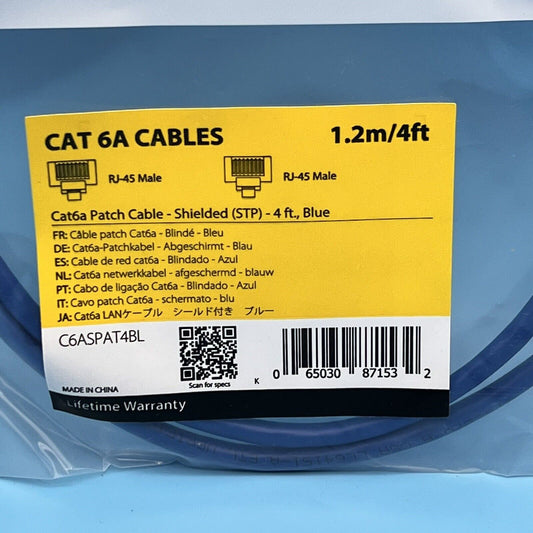 CAT 6A CABLES 1.2m/4ft
RJ-45 Male RJ-45 Male
Cat6a Patch Cable - Shielded (STP) - 4 ft., Blue
FR: Câble patch Cat6a - Blindé - Bleu
DE: Cat6a-Patchkabel - Abgeschirmt - Blau
ES: Cable de red cat6a - Blindado - Azul
NL: Cat6a netwerkkabel - afgeschermd - blauw
PT: Cabo de ligação Cat6a - Blindado - Azul
IT: Cavo patch Cat6a - schermato - blu
JA: Cat6a LANケーブル シールド付き ブルー
C6ASPAT4BL
Scan for specs
K 0 65030 87153 2
MADE IN CHINA
Lifetime Warranty